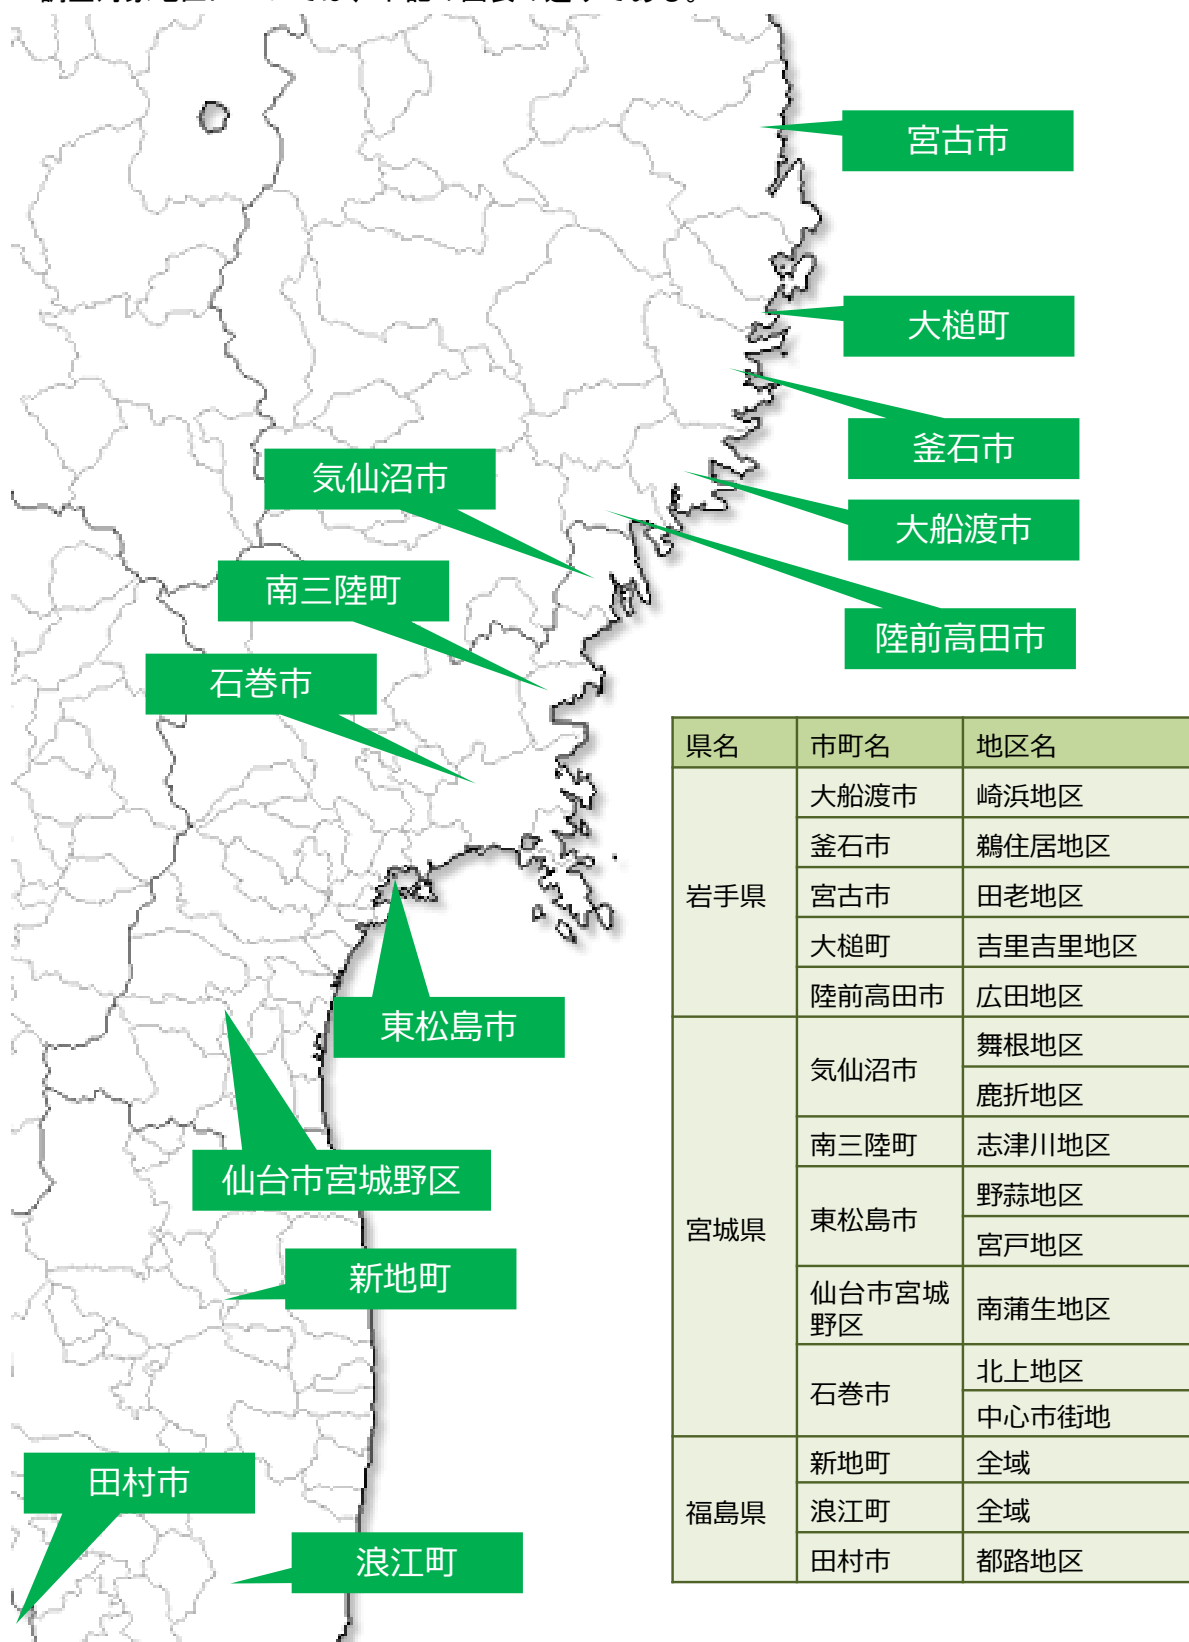 宮古市
大槌町
釜石市
気仙沼市
大船渡市
南三陸町
陸前高田市
石巻市
東松島市
仙台市宮城野区
新地町
田村市
浪江町
県名 市町名 地区名
岩手県
大船渡市 崎浜地区
釜石市 鵜住居地区
宮古市 田老地区
大槌町 吉里吉里地区
陸前高田市 広田地区
宮城県
気仙沼市
舞根地区
鹿折地区
南三陸町 志津川地区
東松島市
野蒜地区
宮戸地区
仙台市宮城
野区
南蒲生地区
石巻市
北上地区
中心市街地
福島県
新地町 全域
浪江町 全域
田村市 都路地区